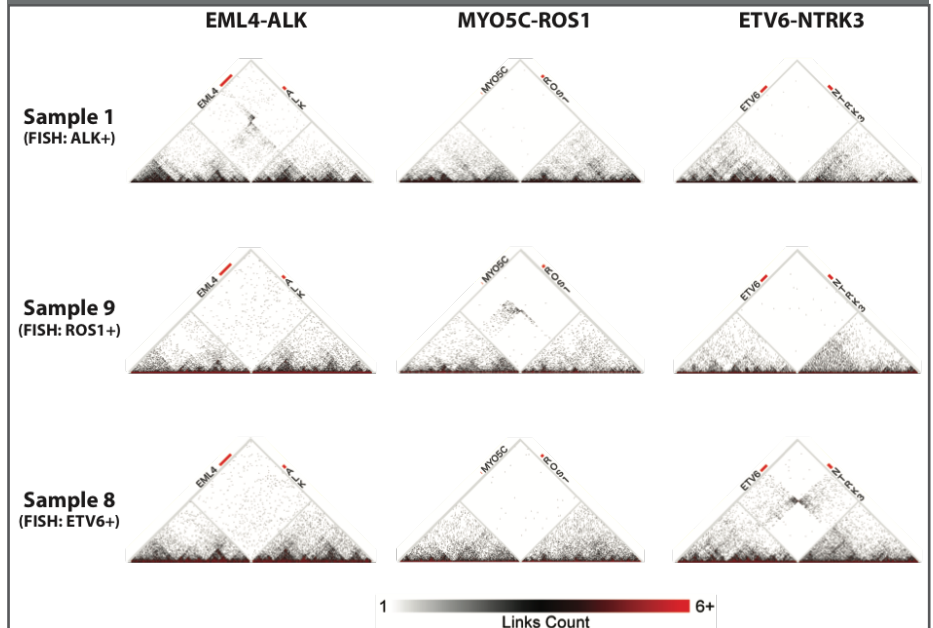 EML4-ALK MYO5C-ROS1 ETV6-NTRK3
Sample 1
(FISH: ALK+)
EML4 ALK MYO5C ROS1 ETV6 NTRK3
Sample 9
(FISH: ROS1+)
EML4 ALK MYO5C ROS1 ETV6 NTRK3
Sample 8
(FISH: ETV6+)
EML4 ALK MYO5C ROS1 ETV6 NTRK3
1 6+
Links Count